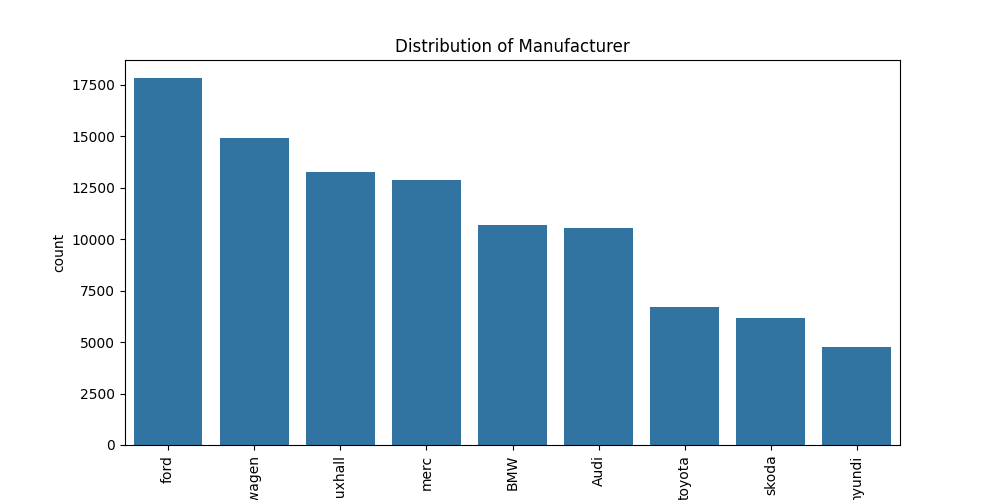 Distribution of Manufacturer
17500
15000
12500
10000
7500
5000
2500
0
count
ford
wagen
uxhall
merc
BMW
Audi
toyota
skoda
yundi